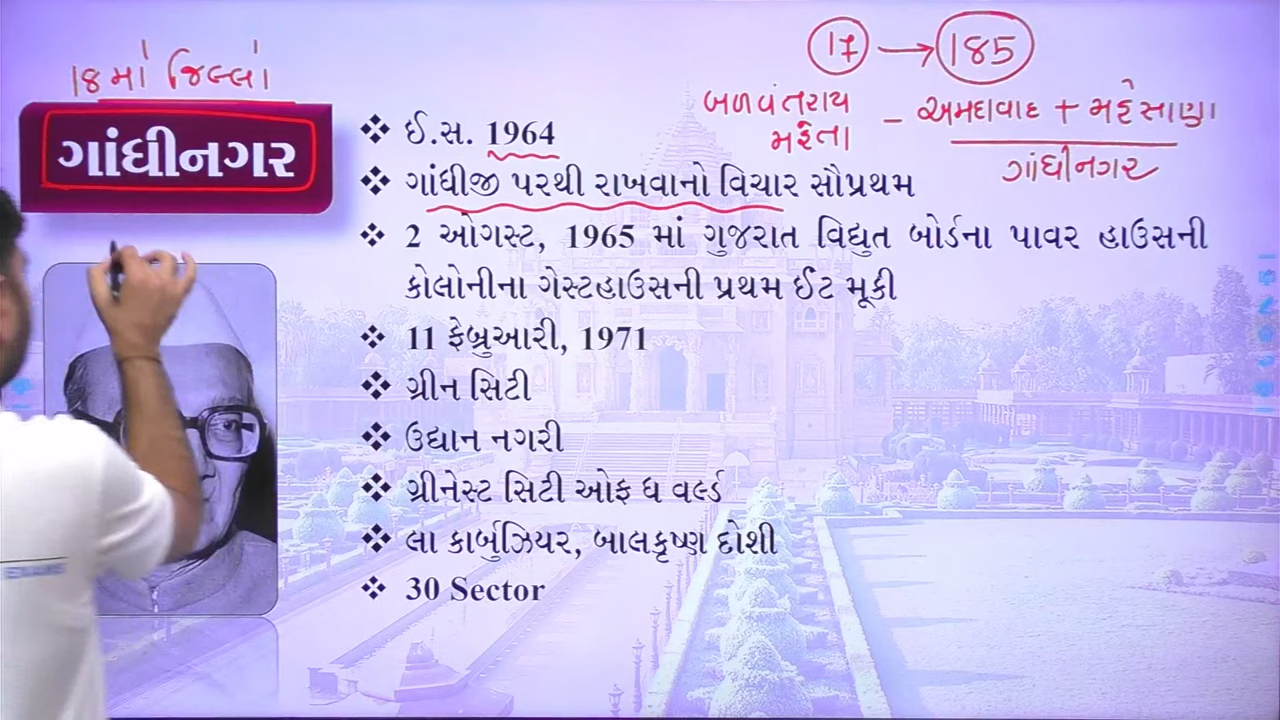 17 → 185
18માં જિલ્લો
બળવંતરાય મહેતા
- અમદાવાદ + મહેસાણા
ગાંધીનગર
ગાંધીનગર
❖ ઈ.સ. 1964
❖ ગાંધીજી પરથી રાખવાનો વિચાર સૌપ્રથમ
❖ 2 ઓગસ્ટ, 1965 માં ગુજરાત વિદ્યુત બોર્ડના પાવર હાઉસની
કોલોનીના ગેસ્ટહાઉસની પ્રથમ ઈંટ મૂકી
❖ 11 ફેબ્રુઆરી, 1971
❖ ગ્રીન સિટી
❖ ઉદ્યાન નગરી
❖ ગ્રીનેસ્ટ સિટી ઓફ ધ વર્લ્ડ
❖ લા કાર્બુઝિયર, બાલકૃષ્ણ દોશી
❖ 30 Sector